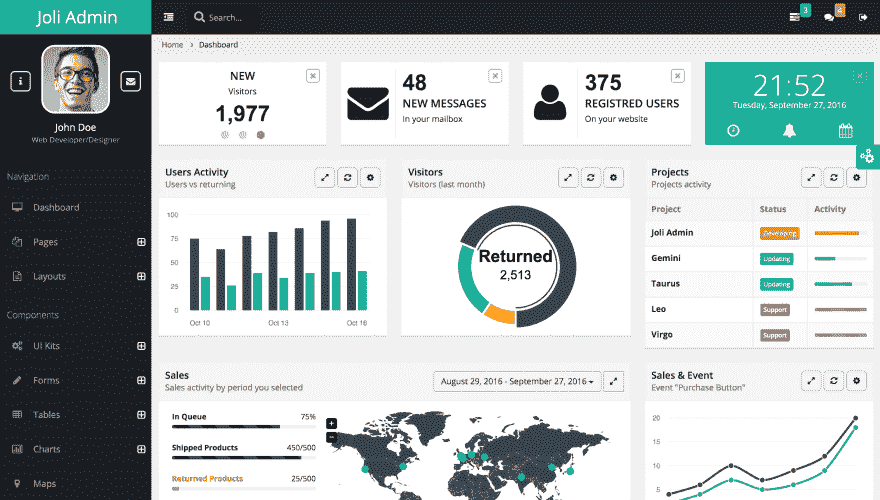 Joli Admin
Search...
3
4
Home > Dashboard
John Doe
Web Developer/Designer
Navigation
Dashboard
Pages
Layouts
Components
UI Kits
Forms
Tables
Charts
Maps
NEW
Visitors
1,977
48
NEW MESSAGES
In your mailbox
375
REGISTRED USERS
On your website
21:52
Tuesday, September 27, 2016
Users Activity
Users vs returning
100
75
50
25
0
Oct 10
Oct 13
Oct 16
Visitors
Visitors (last month)
Returned
2,513
Projects
Projects activity
Project Status Activity
Joli Admin Developing
Gemini Updating
Taurus Updating
Leo Support
Virgo Support
Sales
Sales activity by period you selected
August 29, 2016 - September 27, 2016
In Queue 75%
Shipped Products 450/500
Returned Products 25/500
Sales & Event
Event "Purchase Button"
20
15
10
5